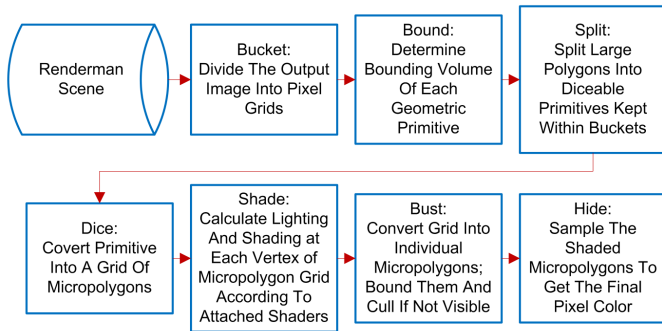 Renderman
Scene
Bucket:
Divide The Output
Image Into Pixel
Grids
Bound:
Determine
Bounding Volume
Of Each
Geometric
Primitive
Split:
Split Large
Polygons Into
Diceable
Primitives Kept
Within Buckets
Dice:
Covert Primitive
Into A Grid Of
Micropolygons
Shade:
Calculate Lighting
And Shading at
Each Vertex of
Micropolygon Grid
According To
Attached Shaders
Bust:
Convert Grid Into
Individual
Micropolygons;
Bound Them And
Cull If Not Visible
Hide:
Sample The
Shaded
Micropolygons To
Get The Final
Pixel Color